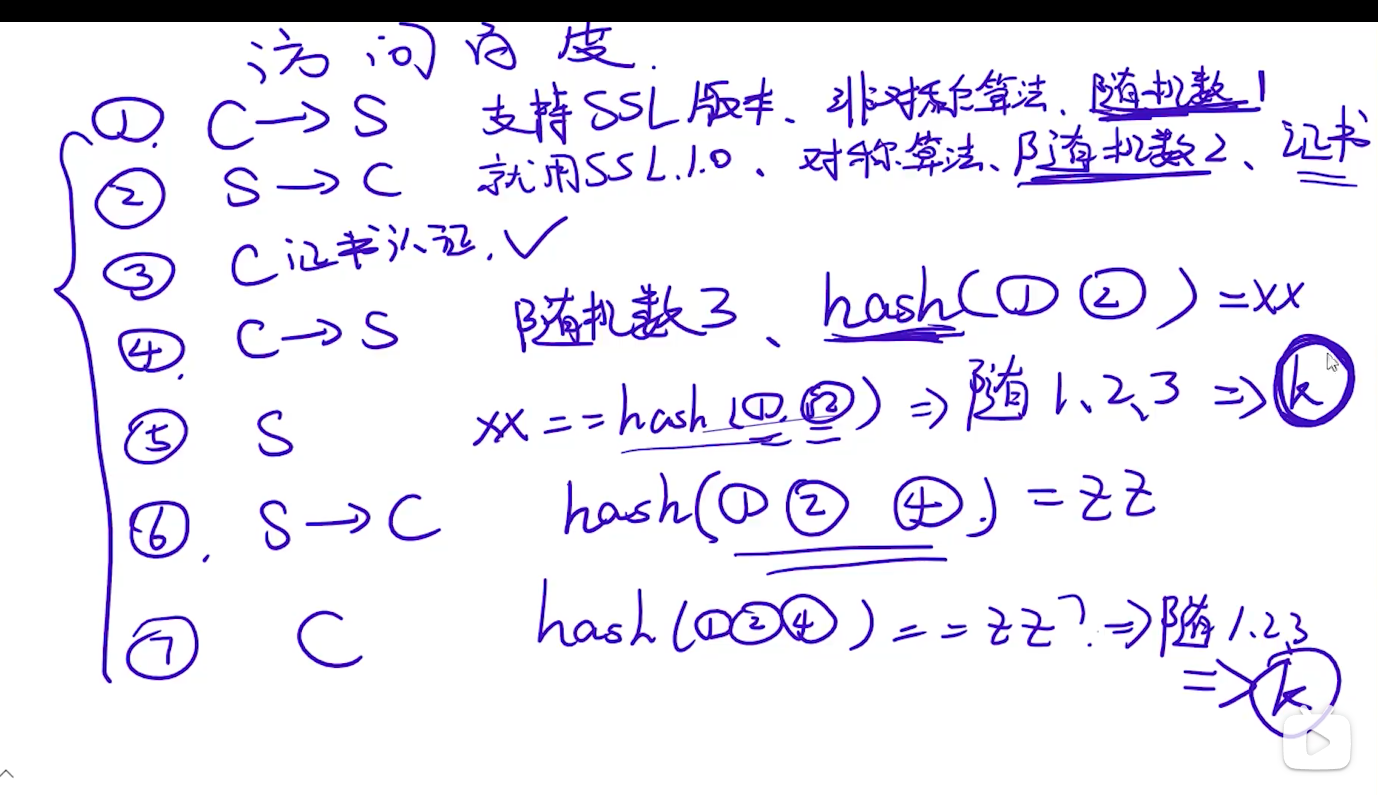 访问百度.
①. C→S 支持SSL版本、非对称算法、随机数1
② S→C 就用SSL.1.0、对称算法、随机数2、证书
③ C证书认证. ✓
④. C→S 随机数3、hash(① ②)=xx
⑤ S xx==hash(①.②)⇒随1、2、3⇒k
⑥. S→C hash(① ② ④.)=zz
⑦ C hash(①②④)==zz?⇒随1,2,3
⇒k